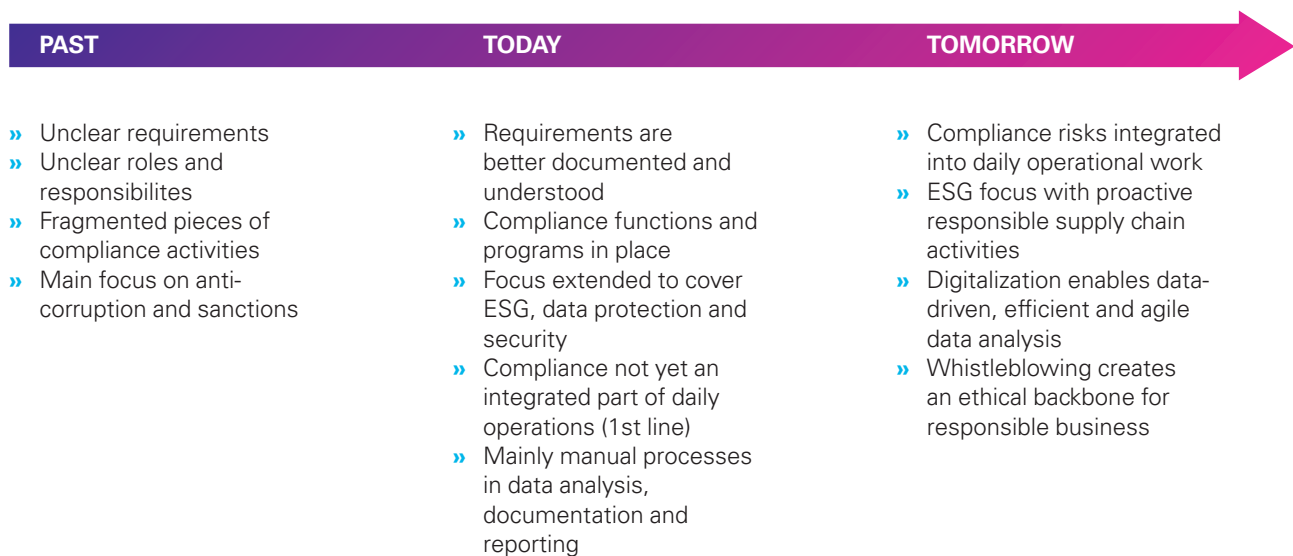 PAST
TODAY
TOMORROW
» Unclear requirements
» Unclear roles and
responsibilites
» Fragmented pieces of
compliance activities
» Main focus on anti-
corruption and sanctions
» Requirements are
better documented and
understood
» Compliance functions and
programs in place
» Focus extended to cover
ESG, data protection and
security
» Compliance not yet an
integrated part of daily
operations (1st line)
» Mainly manual processes
in data analysis,
documentation and
reporting
» Compliance risks integrated
into daily operational work
» ESG focus with proactive
responsible supply chain
activities
» Digitalization enables data-
driven, efficient and agile
data analysis
» Whistleblowing creates
an ethical backbone for
responsible business